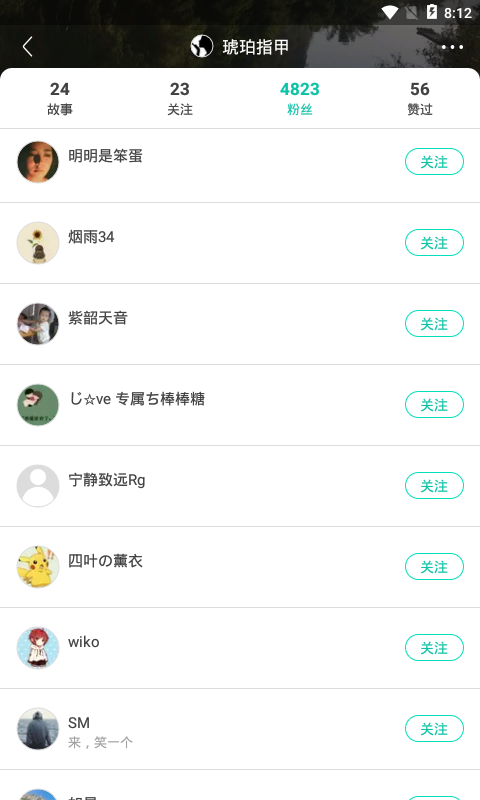 8:12
琥珀指甲
24 23 4823 56
故事 关注 粉丝 赞过
明明是笨蛋 关注
烟雨34 关注
紫韶天音 关注
じ☆ve 专属ち棒棒糖 关注
宁静致远Rg 关注
四叶の薰衣 关注
wiko 关注
SM 关注
来，笑一个